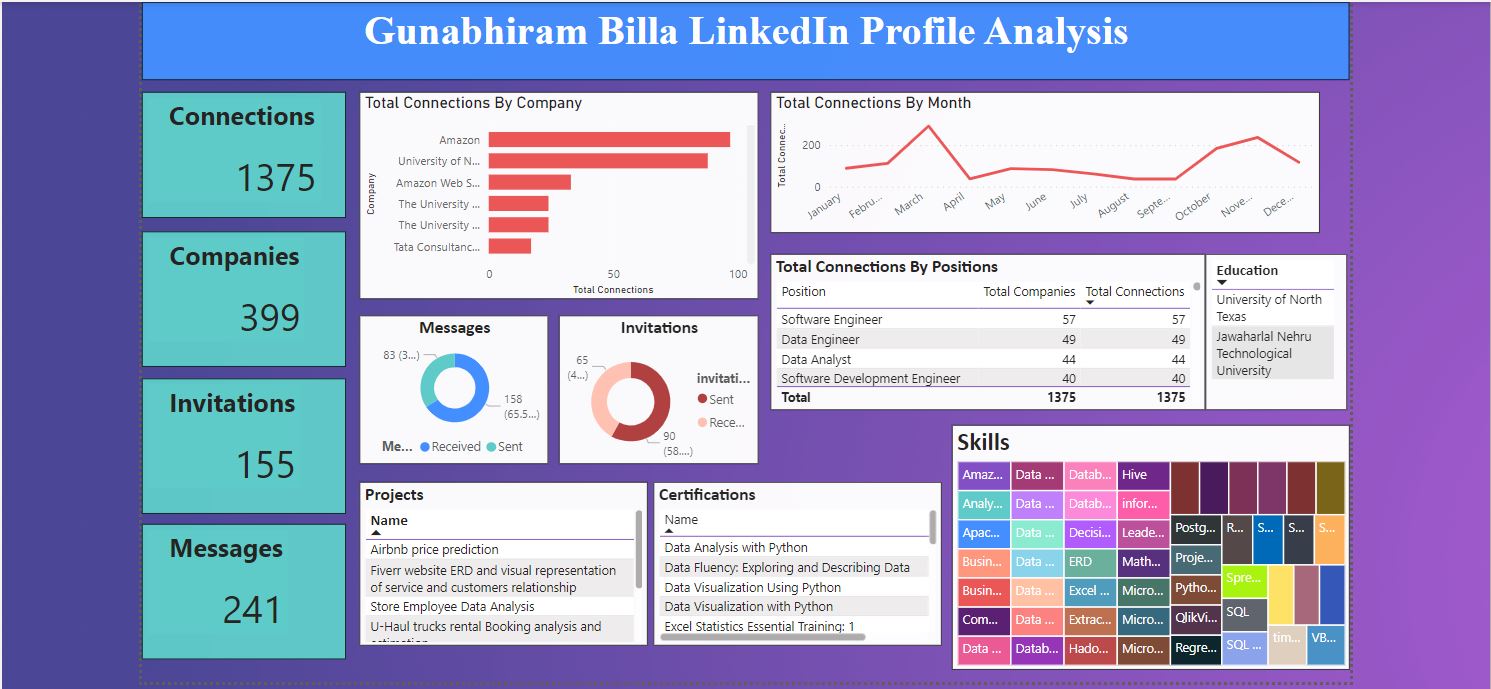 Gunabhiram Billa LinkedIn Profile Analysis
Connections
1375
Companies
399
Invitations
155
Messages
241
Total Connections By Company
Company
Amazon
University of N...
Amazon Web S...
The University ...
The University ...
Tata Consultanc...
0
50
100
Total Connections
Total Connections By Month
Total Connec...
200
0
January
Febru...
March
April
May
June
July
August
Septe...
October
Nove...
Dece...
Messages
83 (3...)
158
(65.5...)
Me...
Received
Sent
Invitations
65
(4...)
90
(58....)
invitati...
Sent
Rece...
Total Connections By Positions
Position Total Companies Total Connections
Software Engineer 57 57
Data Engineer 49 49
Data Analyst 44 44
Software Development Engineer 40 40
Total 1375 1375
Education
University of North
Texas
Jawaharlal Nehru
Technological
University
Projects
Name
Airbnb price prediction
Fiverr website ERD and visual representation
of service and customers relationship
Store Employee Data Analysis
U-Haul trucks rental Booking analysis and
estimation
Certifications
Name
Data Analysis with Python
Data Fluency: Exploring and Describing Data
Data Visualization Using Python
Data Visualization with Python
Excel Statistics Essential Training: 1
Skills
Amaz... Data ... Datab... Hive
Analy... Data ... Datab... infor...
Apac... Data ... Decisi... Leade... Postg... R... S... S... S...
Busin... Data ... ERD Math... Proje...
Busin... Data ... Excel ... Micro... Pytho... Spre...
Com... Data ... Extrac... Micro... QlikVi... SQL
Data ... Datab... Hado... Micro... Regre... SQL ... tim... VB...